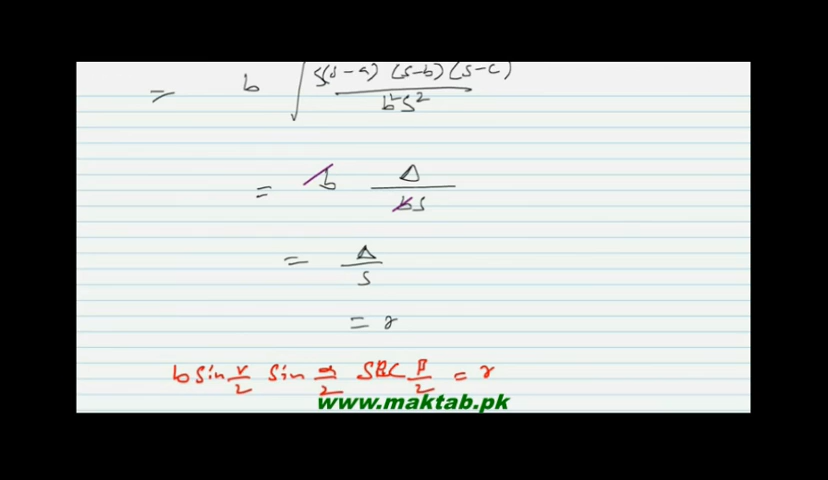 = b √ S(s-a) (s-b) (s-c) / b²S²
= b Δ / bs
= Δ / s
= r
b sin γ/2 sin α/2 SEC β/2 = r
www.maktab.pk